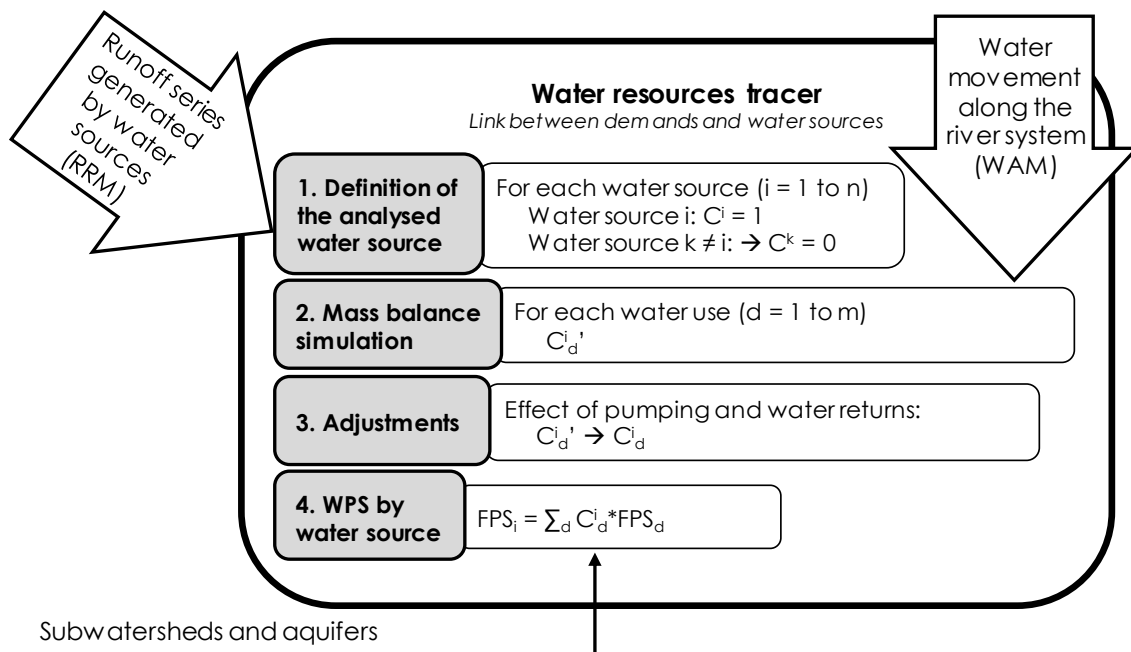 Runoff series
generated
by water
sources
(RRM)
Water
movement
along the
river system
(WAM)
Water resources tracer
Link between demands and water sources
1. Definition of
the analysed
water source
For each water source (i = 1 to n)
Water source i: Cⁱ = 1
Water source k ≠ i: → Cᵏ = 0
2. Mass balance
simulation
For each water use (d = 1 to m)
Cⁱd'
3. Adjustments
Effect of pumping and water returns:
Cⁱd' → Cⁱd
4. WPS by
water source
FPSᵢ = ∑d Cⁱd*FPSd
Subwatersheds and aquifers